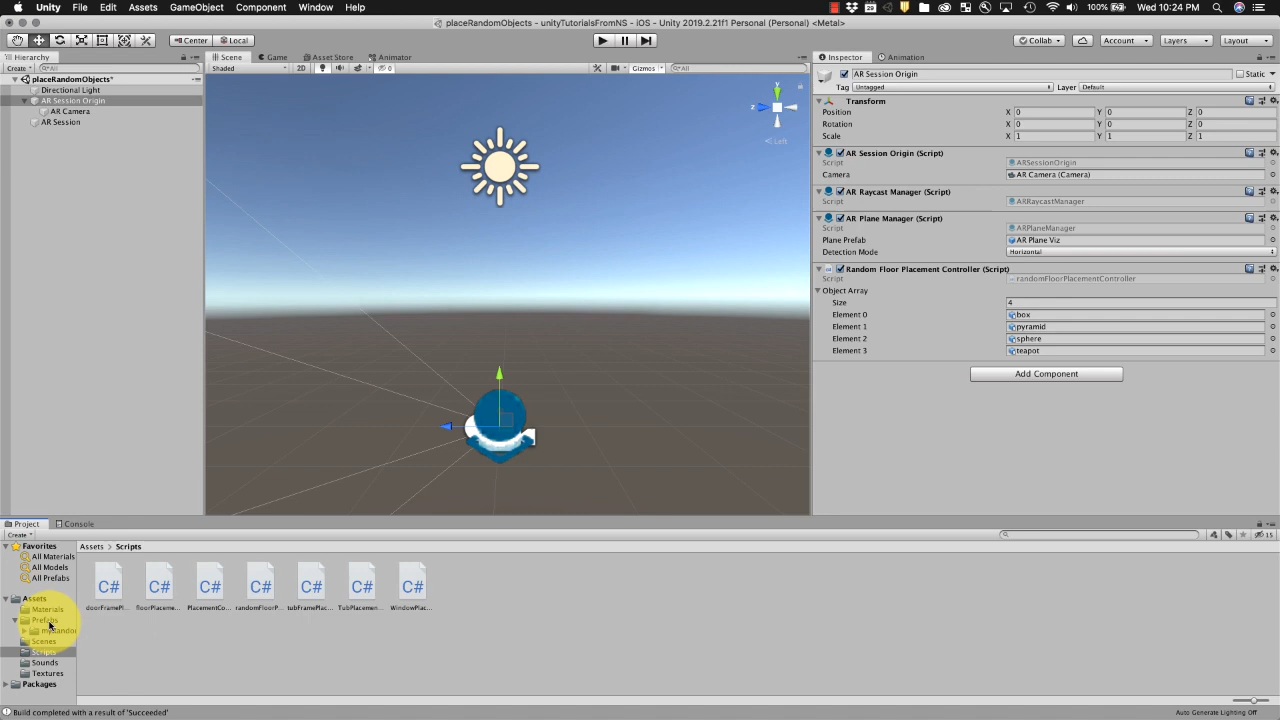 Unity File Edit Assets GameObject Component Window Help Wed 10:24 PM
placeRandomObjects - unityTutorialsFromNS - iOS - Unity 2019.2.21f1 Personal (Personal) <Metal>
Center Local Collab Account Layers Layout
Hierarchy
Create All
placeRandomObjects*
Directional Light
AR Session Origin
AR Camera
AR Session
Scene Game Asset Store Animator
Shaded 2D 0 Gizmos All
y
z
< Left
Inspector Animation
AR Session Origin Static
Tag Untagged Layer Default
Transform
Position X 0 Y 0 Z 0
Rotation X 0 Y 0 Z 0
Scale X 1 Y 1 Z 1
AR Session Origin (Script)
Script ARSessionOrigin
Camera AR Camera (Camera)
AR Raycast Manager (Script)
Script ARRaycastManager
AR Plane Manager (Script)
Script ARPlaneManager
Plane Prefab AR Plane Viz
Detection Mode Horizontal
Random Floor Placement Controller (Script)
Script randomFloorPlacementController
Object Array
Size 4
Element 0 box
Element 1 pyramid
Element 2 sphere
Element 3 teapot
Add Component
Project Console
Create 15
Favorites
All Materials
All Models
All Prefabs
Assets
Materials
Prefabs
Scenes
Scripts
Sounds
Textures
Packages
Assets > Scripts
C# C# C# C# C# C# C#
doorFramePl... floorPlaceme... PlacementCo... randomFloorP... tubFramePlac... TubPlacemen... WindowPlac...
Build completed with a result of 'Succeeded' Auto Generate Lighting Off